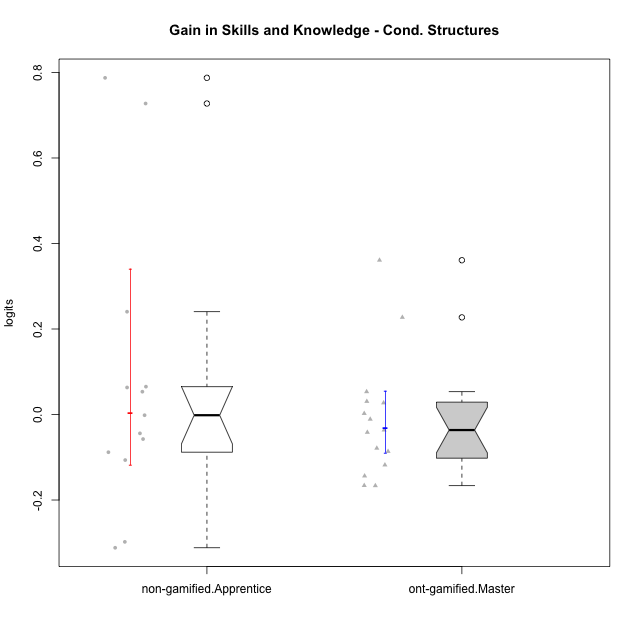 Gain in Skills and Knowledge - Cond. Structures
logits
0.8
0.6
0.4
0.2
0.0
-0.2
non-gamified.Apprentice
ont-gamified.Master